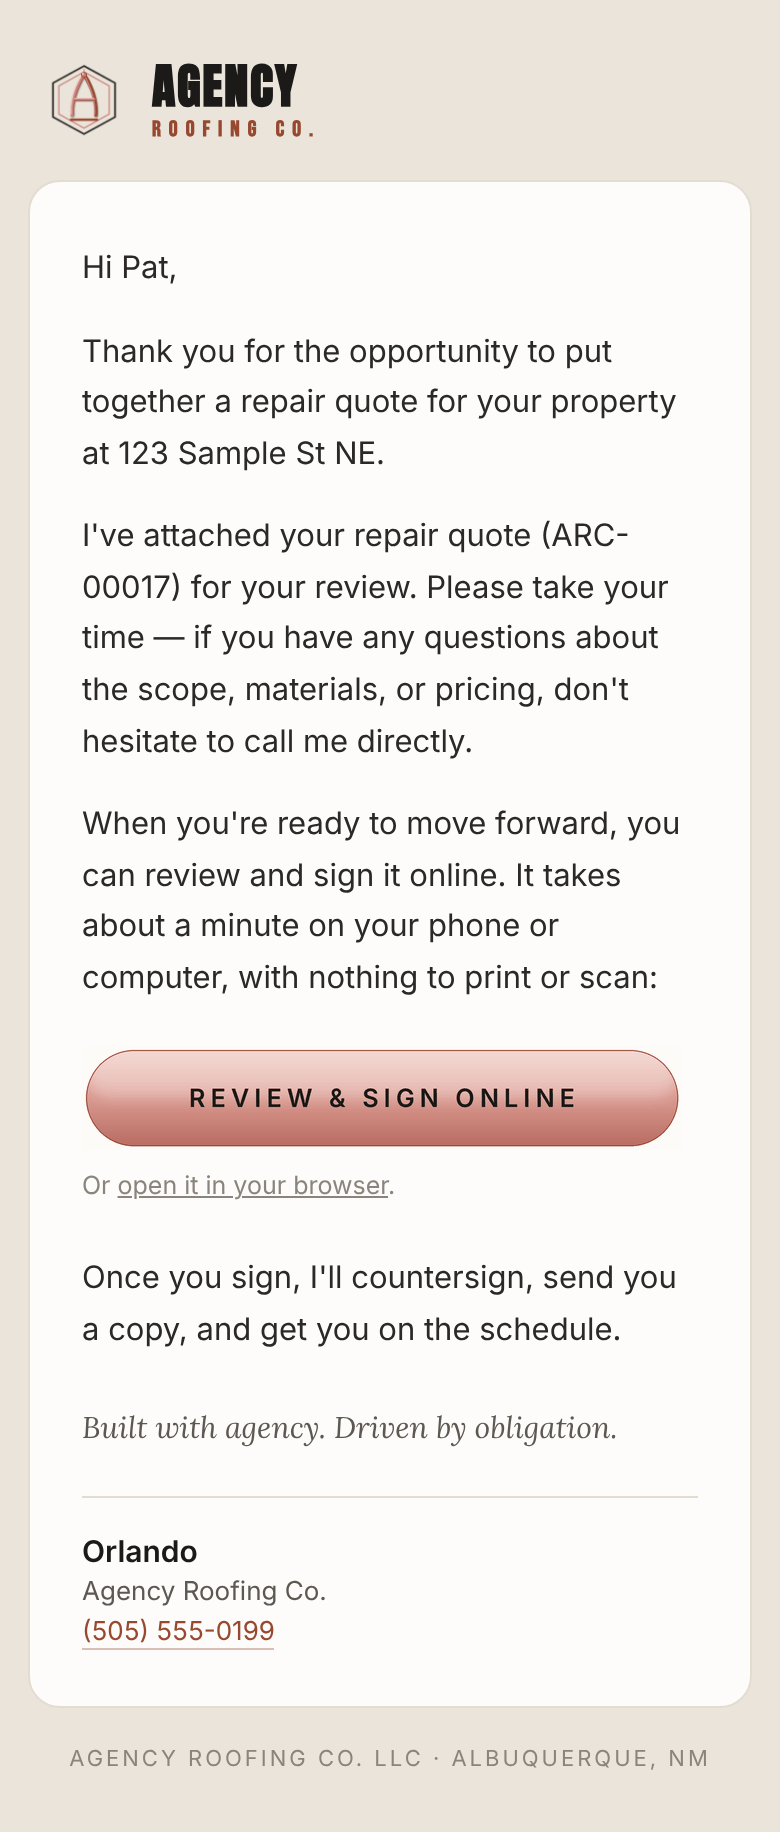 A
AGENCY
ROOFING CO.
Hi Pat,
Thank you for the opportunity to put
together a repair quote for your property
at 123 Sample St NE.
I've attached your repair quote (ARC-
00017) for your review. Please take your
time — if you have any questions about
the scope, materials, or pricing, don't
hesitate to call me directly.
When you're ready to move forward, you
can review and sign it online. It takes
about a minute on your phone or
computer, with nothing to print or scan:
REVIEW & SIGN ONLINE
Or open it in your browser.
Once you sign, I'll countersign, send you
a copy, and get you on the schedule.
Built with agency. Driven by obligation.
Orlando
Agency Roofing Co.
(505) 555-0199
AGENCY ROOFING CO. LLC · ALBUQUERQUE, NM